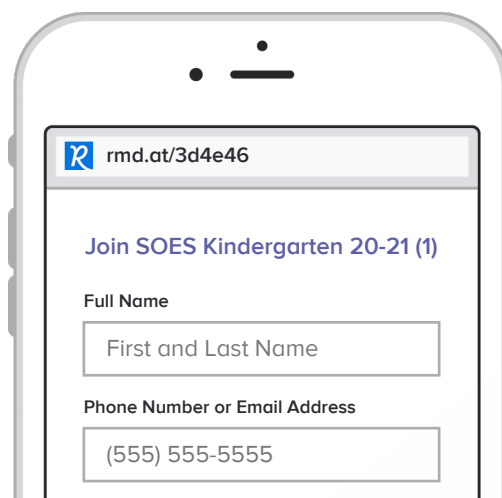 rmd.at/3d4e46
Join SOES Kindergarten 20-21 (1)
Full Name
First and Last Name
Phone Number or Email Address
(555) 555-5555